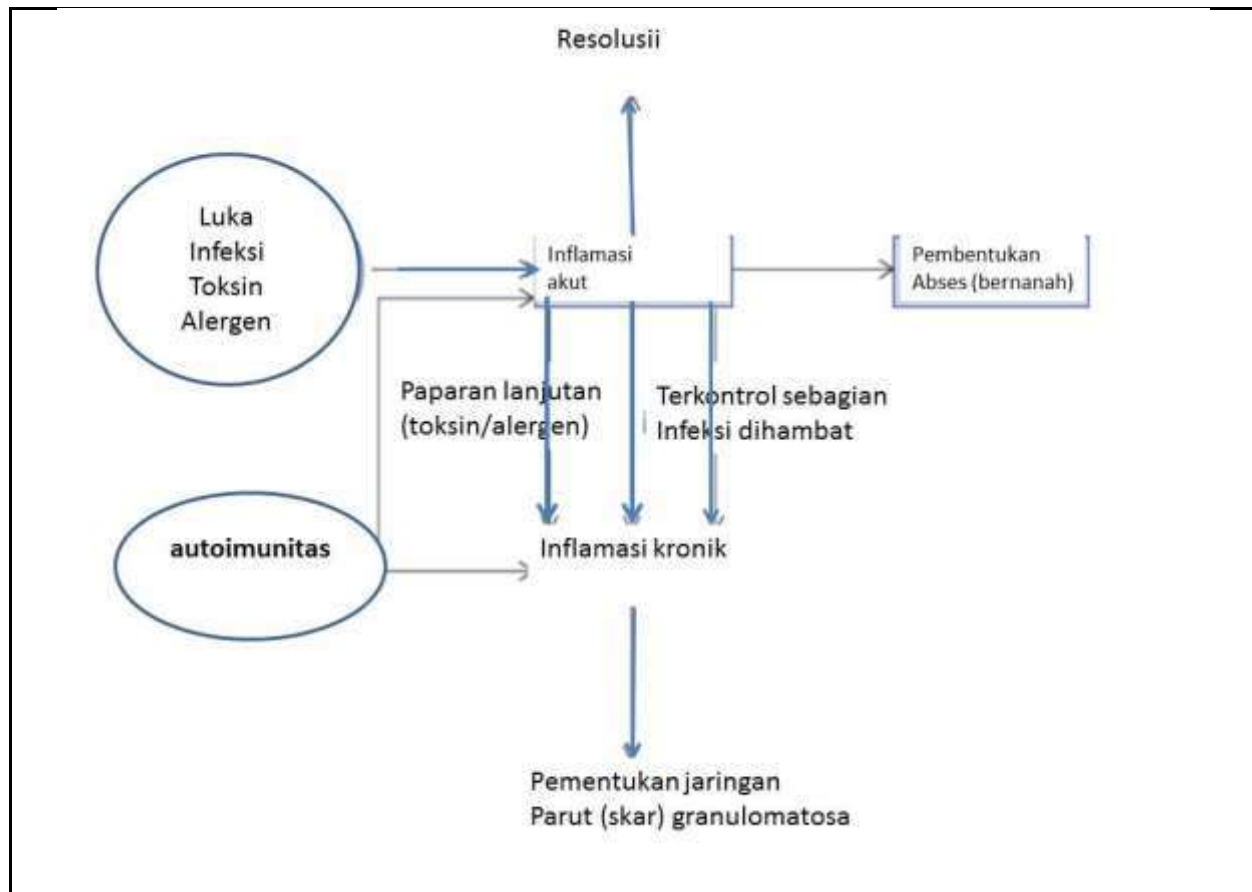 Resolusii
Luka
Infeksi
Toksin
Alergen
Inflamasi
akut
Pembentukan
Abses (bernanah)
Paparan lanjutan
(toksin/alergen)
Terkontrol sebagian
Infeksi dihambat
autoimunitas
Inflamasi kronik
Pementukan jaringan
Parut (skar) granulomatosa